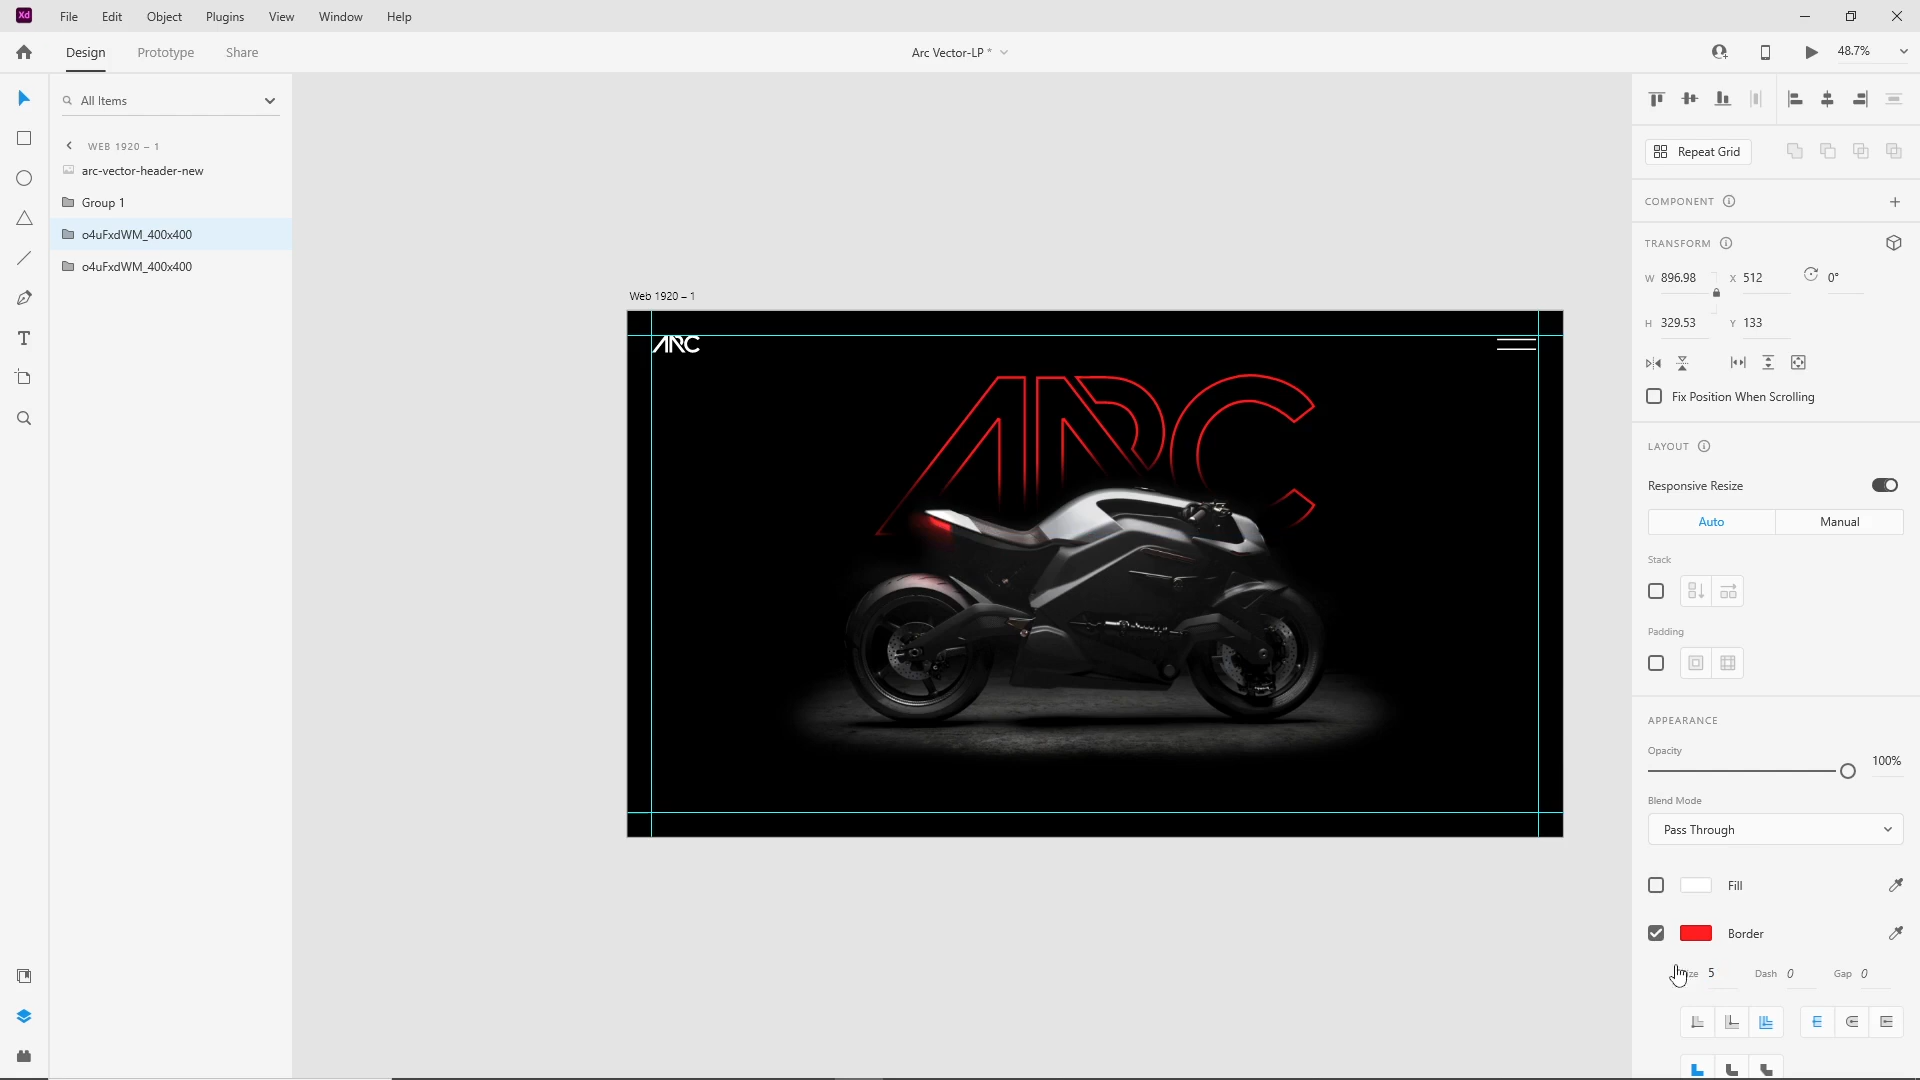 Xd File Edit Object Plugins View Window Help
Design Prototype Share Arc Vector-LP * 48.7%
All Items
WEB 1920 – 1
arc-vector-header-new
Group 1
o4uFxdWM_400x400
o4uFxdWM_400x400
Web 1920 – 1
ARC
ARC
Repeat Grid
COMPONENT
TRANSFORM
W 896.98 X 512 0°
H 329.53 Y 133
Fix Position When Scrolling
LAYOUT
Responsive Resize
Auto Manual
Stack
Padding
APPEARANCE
Opacity
100%
Blend Mode
Pass Through
Fill
Border
5 Dash 0 Gap 0